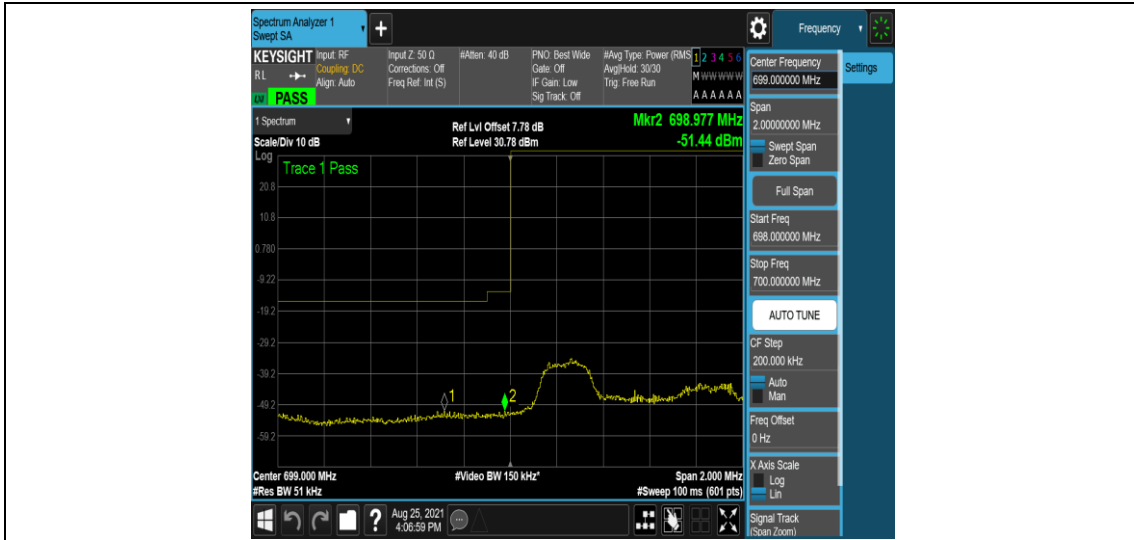 Spectrum Analyzer 1
Swept SA
+
Frequency
KEYSIGHT
RL
PASS
Input: RF
Coupling: DC
Align: Auto
Input Z: 50 Ω
Corrections: Off
Freq Ref: Int (S)
#Atten: 40 dB
PNO: Best Wide
Gate: Off
IF Gain: Low
Sig Track: Off
#Avg Type: Power (RMS
Avg|Hold: 30/30
Trig: Free Run
1 2 3 4 5 6
M W W W W W
A A A A A A
1 Spectrum
Scale/Div 10 dB
Ref Lvl Offset 7.78 dB
Ref Level 30.78 dBm
Mkr2 698.977 MHz
-51.44 dBm
Log
Trace 1 Pass
20.8
10.8
0.780
-9.22
-19.2
-29.2
-39.2
-49.2
-59.2
1
2
Center 699.000 MHz
#Video BW 150 kHz*
Span 2.000 MHz
#Res BW 51 kHz
#Sweep 100 ms (601 pts)
Center Frequency
699.000000 MHz
Settings
Span
2.00000000 MHz
Swept Span
Zero Span
Full Span
Start Freq
698.000000 MHz
Stop Freq
700.000000 MHz
AUTO TUNE
CF Step
200.000 kHz
Auto
Man
Freq Offset
0 Hz
X Axis Scale
Log
Lin
Signal Track
(Span Zoom)
?
Aug 25, 2021
4:06:59 PM